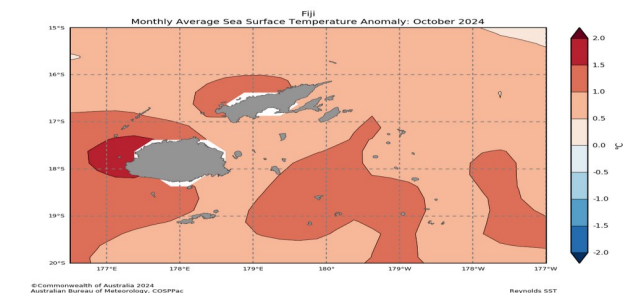 Fiji
Monthly Average Sea Surface Temperature Anomaly: October 2024
15°S
16°S
17°S
18°S
19°S
20°S
177°E
178°E
179°E
180°
179°W
178°W
177°W
2.0
1.5
1.0
0.5
0.0
-0.5
-1.0
-1.5
-2.0
°C
©Commonwealth of Australia 2024
Australian Bureau of Meteorology, COSPPac
Reynolds SST